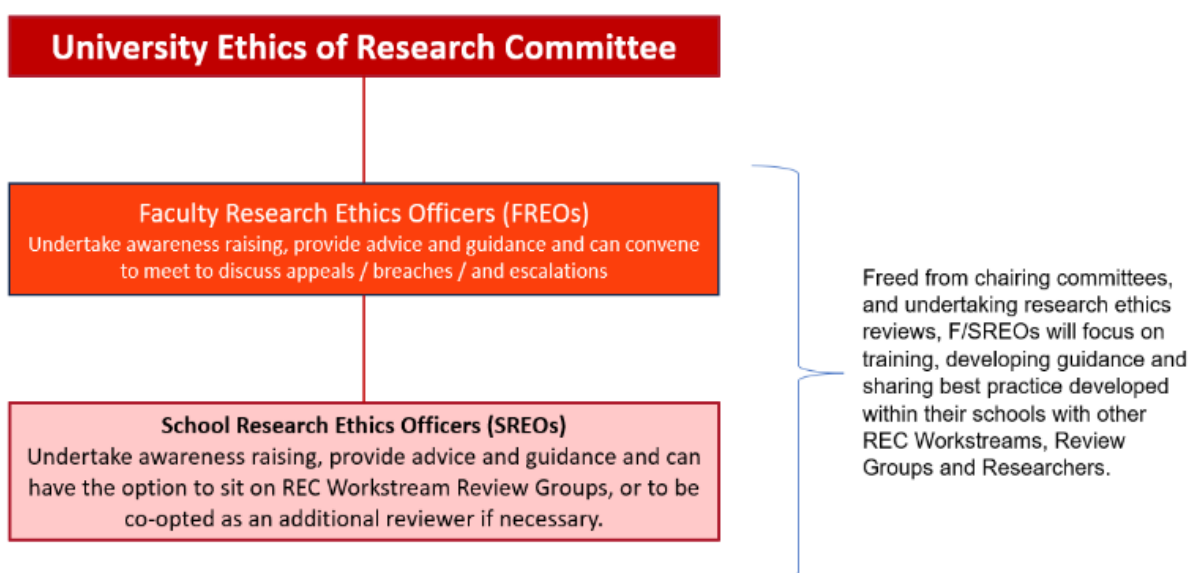 University Ethics of Research Committee
Faculty Research Ethics Officers (FREOs)
Undertake awareness raising, provide advice and guidance and can convene
to meet to discuss appeals / breaches / and escalations
School Research Ethics Officers (SREOs)
Undertake awareness raising, provide advice and guidance and can
have the option to sit on REC Workstream Review Groups, or to be
co-opted as an additional reviewer if necessary.
Freed from chairing committees,
and undertaking research ethics
reviews, F/SREOs will focus on
training, developing guidance and
sharing best practice developed
within their schools with other
REC Workstreams, Review
Groups and Researchers.